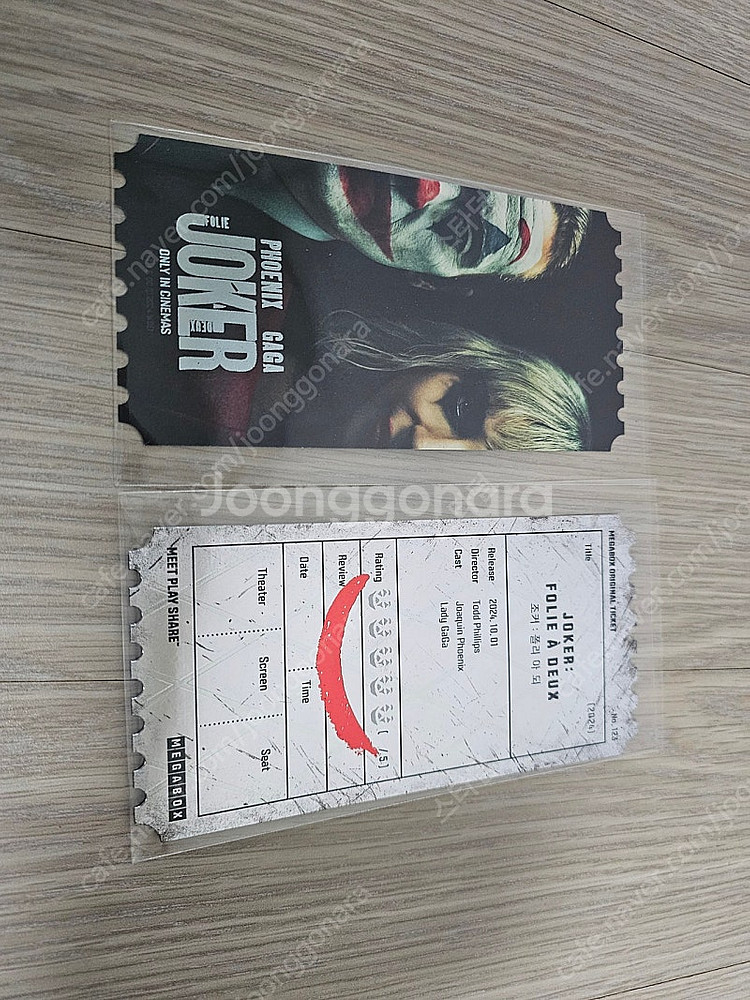 PHOENIX GAGA
FOLIE
JOKER
DEUX
ONLY IN CINEMAS
Joonggonara
MEGABOX ORIGINAL TICKET
No. 123
Title
[2024]
JOKER:
FOLIE À DEUX
조커 : 폴리 아 되
Release 2024. 10. 01
Director Todd Phillips
Cast Joaquin Phoenix
Lady GaGa
Rating [ /5]
Review
Date Time
Theater Screen Seat
MEET PLAY SHARE
MEGABOX
cafe.naver.com/joonggonara